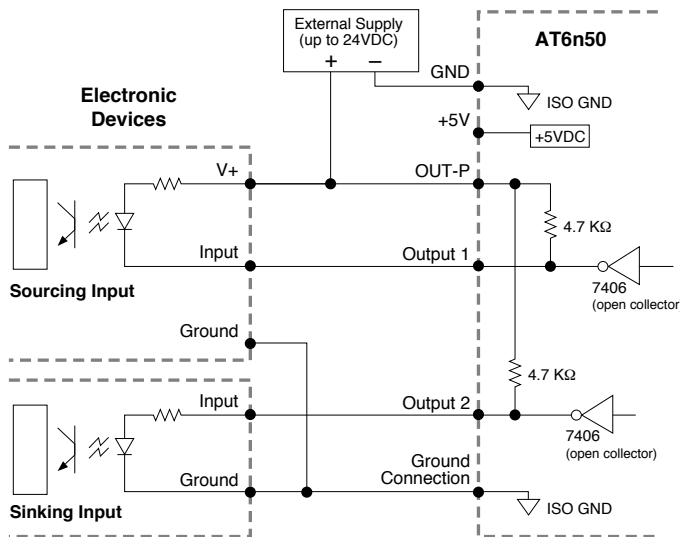 External Supply
(up to 24VDC)
+ –
AT6n50
GND
ISO GND
Electronic
Devices
+5V
+5VDC
V+
OUT-P
4.7 KΩ
Input
Output 1
7406
(open collector
Sourcing Input
Ground
4.7 KΩ
Input
Output 2
7406
(open collector)
Ground
Ground
Connection
ISO GND
Sinking Input